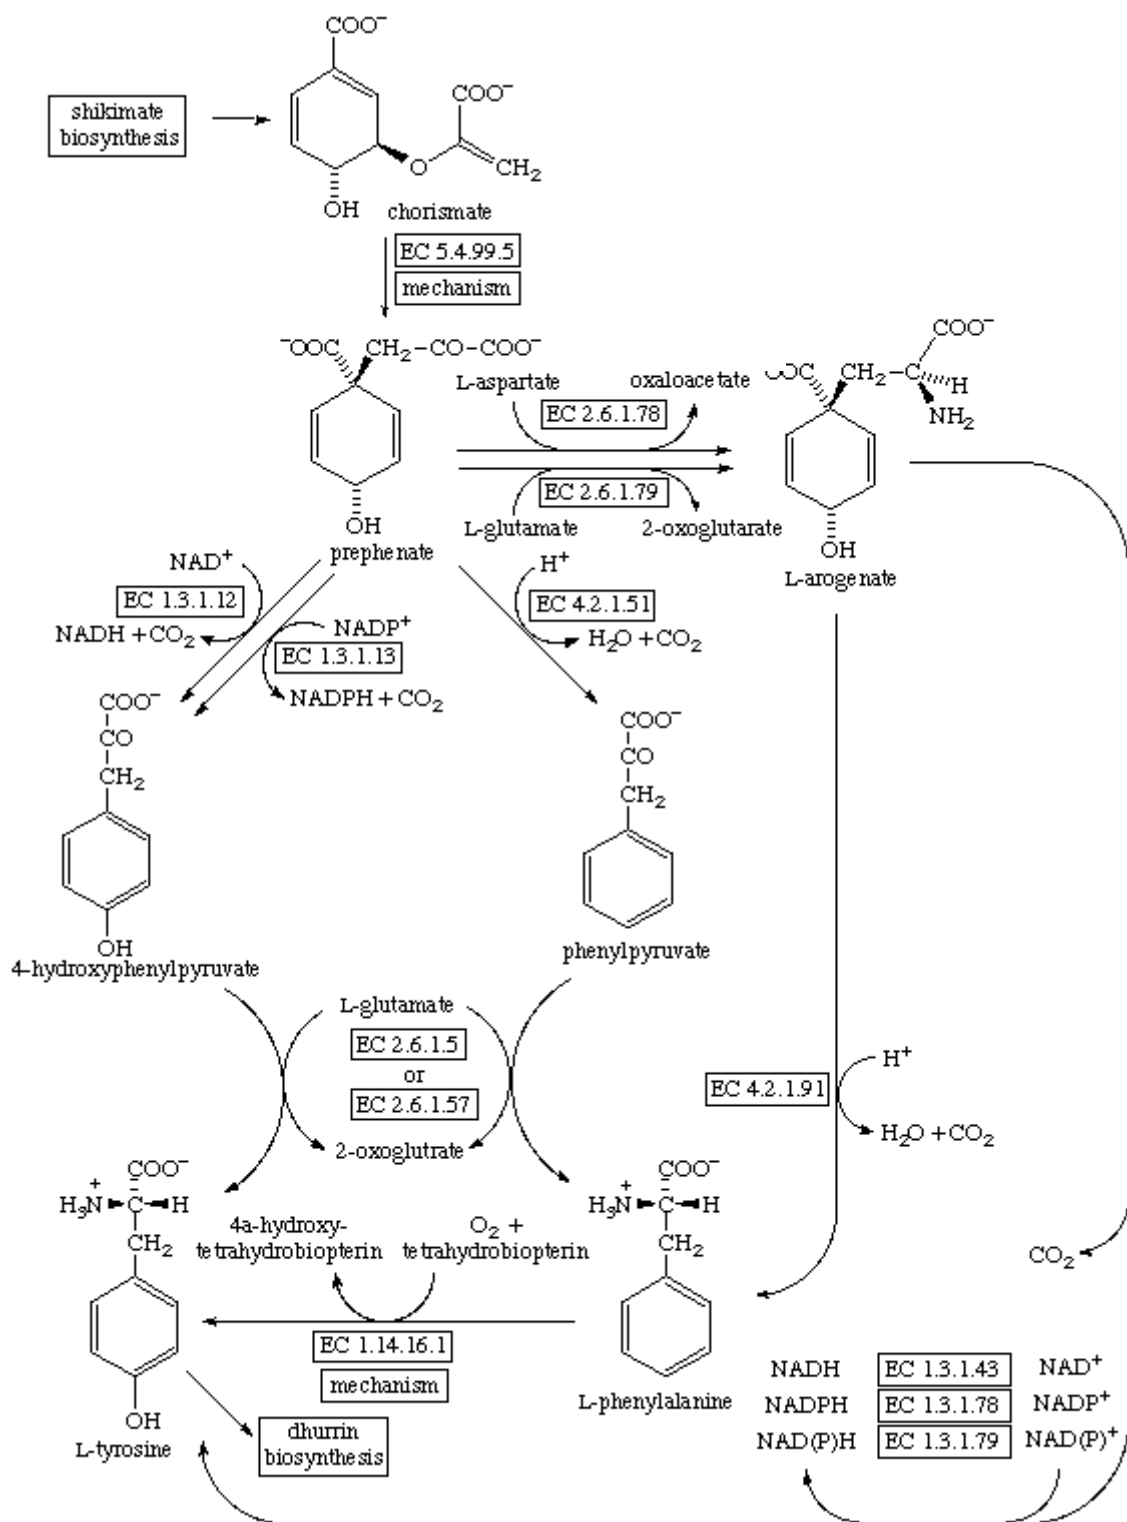 COO⁻
shikimate
biosynthesis
COO⁻
O
CH₂
OH
chorismate
EC 5.4.99.5
mechanism
⁻OOC
CH₂–CO–COO⁻
L-aspartate
oxaloacetate
EC 2.6.1.78
COO⁻
OOC
CH₂
C
H
NH₂
EC 2.6.1.79
L-glutamate
2-oxoglutarate
OH
prephenate
OH
L-arogenate
NAD⁺
H⁺
EC 1.3.1.12
EC 4.2.1.51
NADH + CO₂
NADP⁺
H₂O + CO₂
EC 1.3.1.13
NADPH + CO₂
COO⁻
CO
CH₂
COO⁻
CO
CH₂
OH
4-hydroxyphenylpyruvate
phenylpyruvate
L-glutamate
EC 2.6.1.5
or
EC 2.6.1.57
2-oxoglutrate
H⁺
EC 4.2.1.91
H₂O + CO₂
COO⁻
H₃N⁺ C H
CH₂
COO⁻
H₃N⁺ C H
CH₂
4a-hydroxy-
tetrahydrobiopterin
O₂ +
tetrahydrobiopterin
CO₂
EC 1.14.16.1
mechanism
OH
L-tyrosine
dhurrin
biosynthesis
L-phenylalanine
NADH EC 1.3.1.43 NAD⁺
NADPH EC 1.3.1.78 NADP⁺
NAD(P)H EC 1.3.1.79 NAD(P)⁺